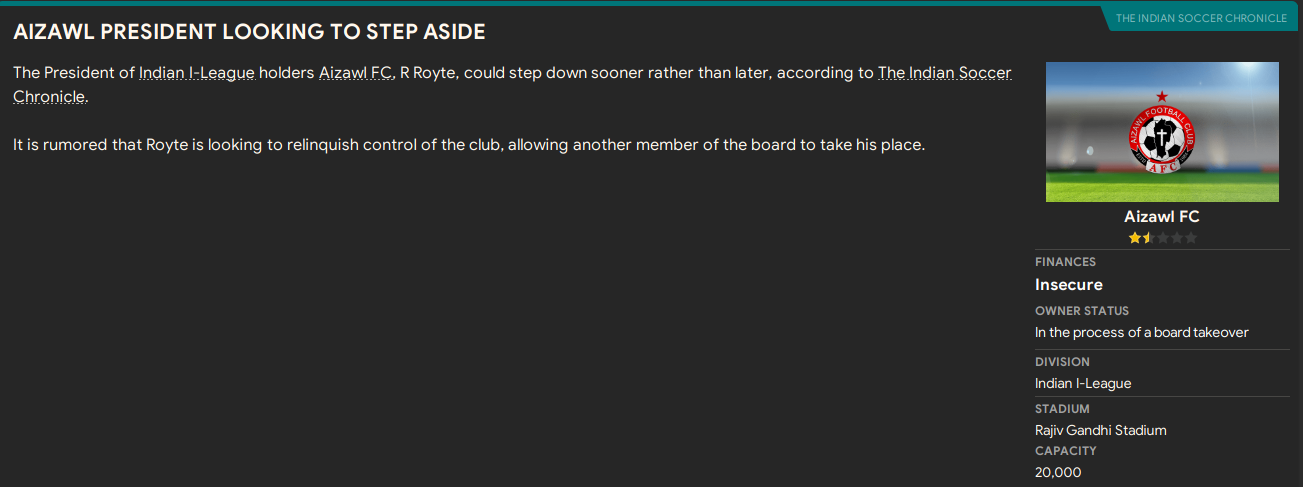 THE INDIAN SOCCER CHRONICLE
AIZAWL PRESIDENT LOOKING TO STEP ASIDE
The President of Indian I-League holders Aizawl FC, R Royte, could step down sooner rather than later, according to The Indian Soccer
Chronicle.
It is rumored that Royte is looking to relinquish control of the club, allowing another member of the board to take his place.
AIZAWL FOOTBALL CLUB
AFC
Aizawl FC
FINANCES
Insecure
OWNER STATUS
In the process of a board takeover
DIVISION
Indian I-League
STADIUM
Rajiv Gandhi Stadium
CAPACITY
20,000